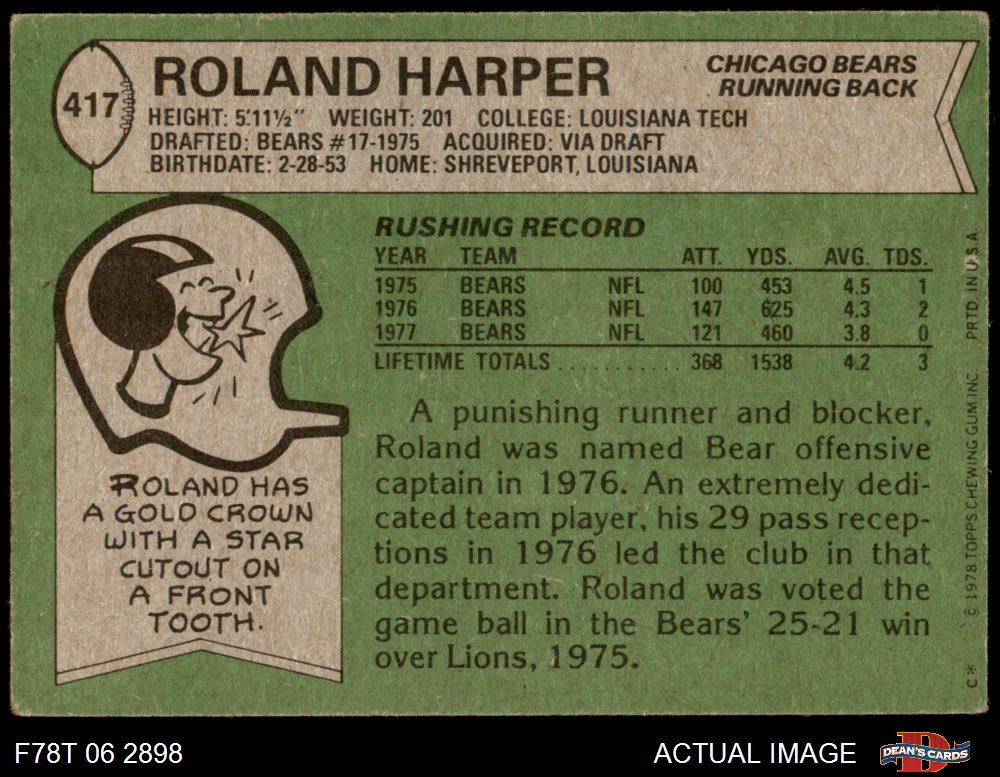 417
ROLAND HARPER
CHICAGO BEARS
RUNNING BACK
HEIGHT: 5'11½" WEIGHT: 201 COLLEGE: LOUISIANA TECH
DRAFTED: BEARS #17-1975 ACQUIRED: VIA DRAFT
BIRTHDATE: 2-28-53 HOME: SHREVEPORT, LOUISIANA
RUSHING RECORD
YEAR TEAM ATT. YDS. AVG. TDS.
1975 BEARS NFL 100 453 4.5 1
1976 BEARS NFL 147 625 4.3 2
1977 BEARS NFL 121 460 3.8 0
LIFETIME TOTALS ........... 368 1538 4.2 3
A punishing runner and blocker,
Roland was named Bear offensive
captain in 1976. An extremely dedi-
cated team player, his 29 pass recep-
tions in 1976 led the club in that
department. Roland was voted the
game ball in the Bears' 25-21 win
over Lions, 1975.
ROLAND HAS
A GOLD CROWN
WITH A STAR
CUTOUT ON
A FRONT
TOOTH.
C* © 1978 TOPPS CHEWING GUM INC. PRTD. IN U.S.A.
F78T 06 2898
ACTUAL IMAGE
D
DEAN'S CARDS